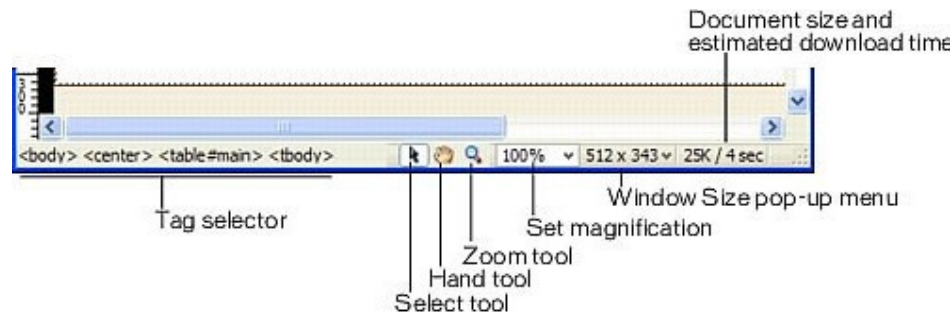 Document size and
estimated download time
<body> <center> <table#main> <tbody> 100% 512 x 343 25K / 4 sec
Tag selector
Window Size pop-up menu
Set magnification
Zoom tool
Hand tool
Select tool